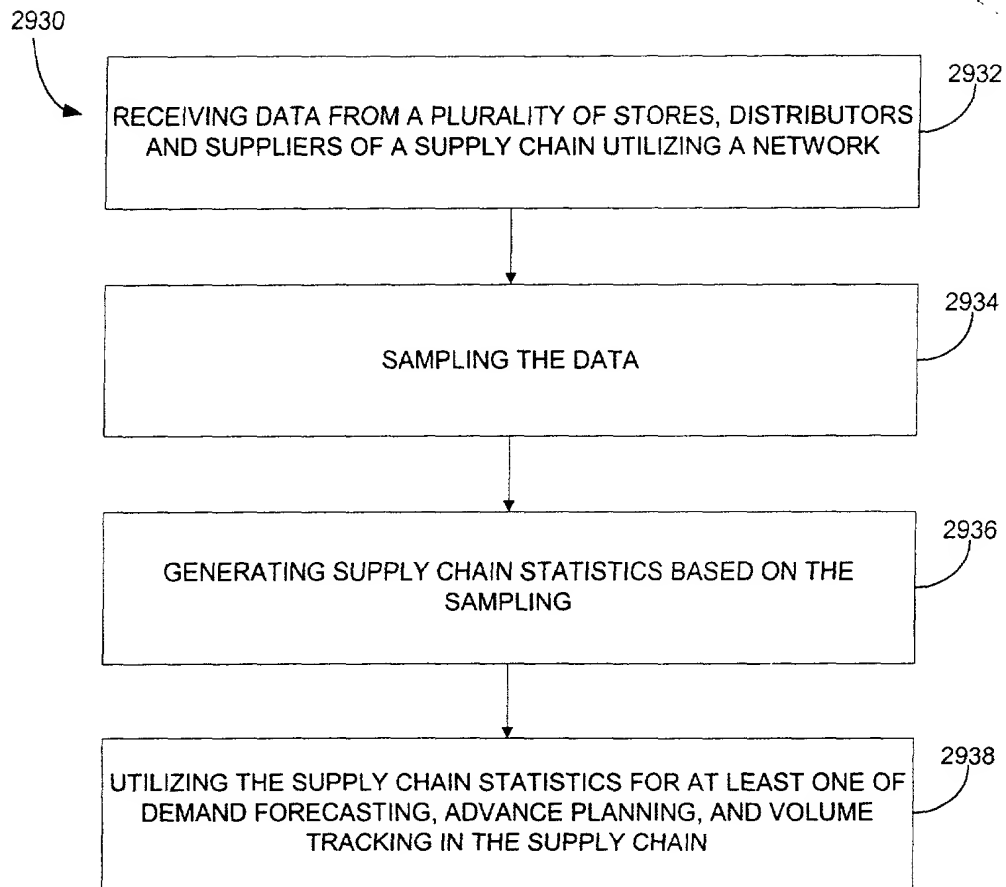 2930
2932
RECEIVING DATA FROM A PLURALITY OF STORES, DISTRIBUTORS
AND SUPPLIERS OF A SUPPLY CHAIN UTILIZING A NETWORK
2934
SAMPLING THE DATA
2936
GENERATING SUPPLY CHAIN STATISTICS BASED ON THE
SAMPLING
2938
UTILIZING THE SUPPLY CHAIN STATISTICS FOR AT LEAST ONE OF
DEMAND FORECASTING, ADVANCE PLANNING, AND VOLUME
TRACKING IN THE SUPPLY CHAIN